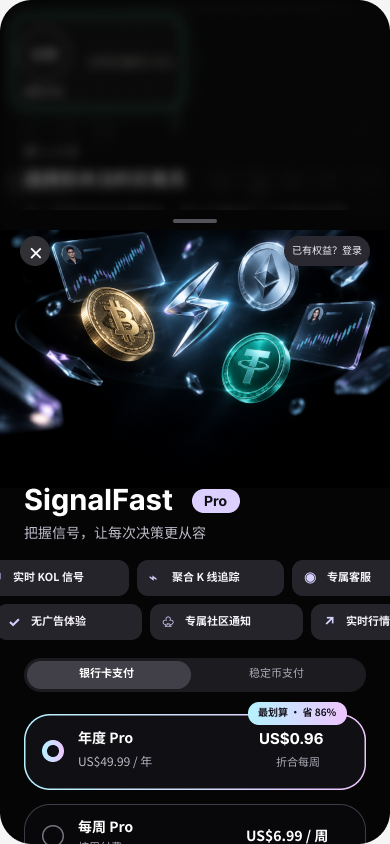 已有权益？登录
SignalFast Pro
把握信号，让每次决策更从容
实时 KOL 信号
聚合 K 线追踪
专属客服
无广告体验
专属社区通知
实时行情
银行卡支付
稳定币支付
最划算 · 省 86%
年度 Pro
US$0.96
US$49.99 / 年
折合每周
每周 Pro
US$6.99 / 周